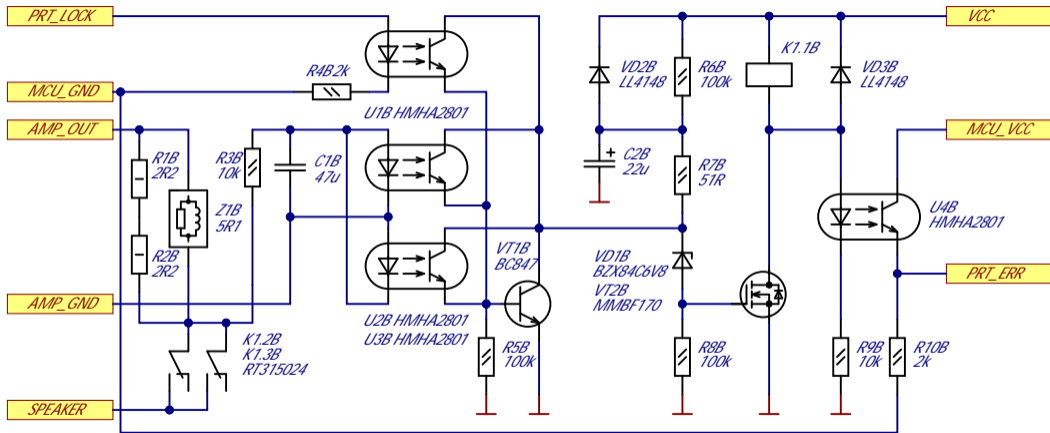 PRT_LOCK
VCC
K1.1B
R4B 2k
VD2B
LL4148
R6B
100k
VD3B
LL4148
MCU_GND
U1B HMHA2801
AMP_OUT
MCU_VCC
R1B
2R2
R3B
10k
C1B
47u
+
C2B
22u
R7B
51R
Z1B
5R1
U4B
HMHA2801
R2B
2R2
VT1B
BC847
VD1B
BZX84C6V8
VT2B
MMBF170
PRT_ERR
AMP_GND
U2B HMHA2801
U3B HMHA2801
K1.2B
K1.3B
RT315024
R5B
100k
R8B
100k
R9B
10k
R10B
2k
SPEAKER